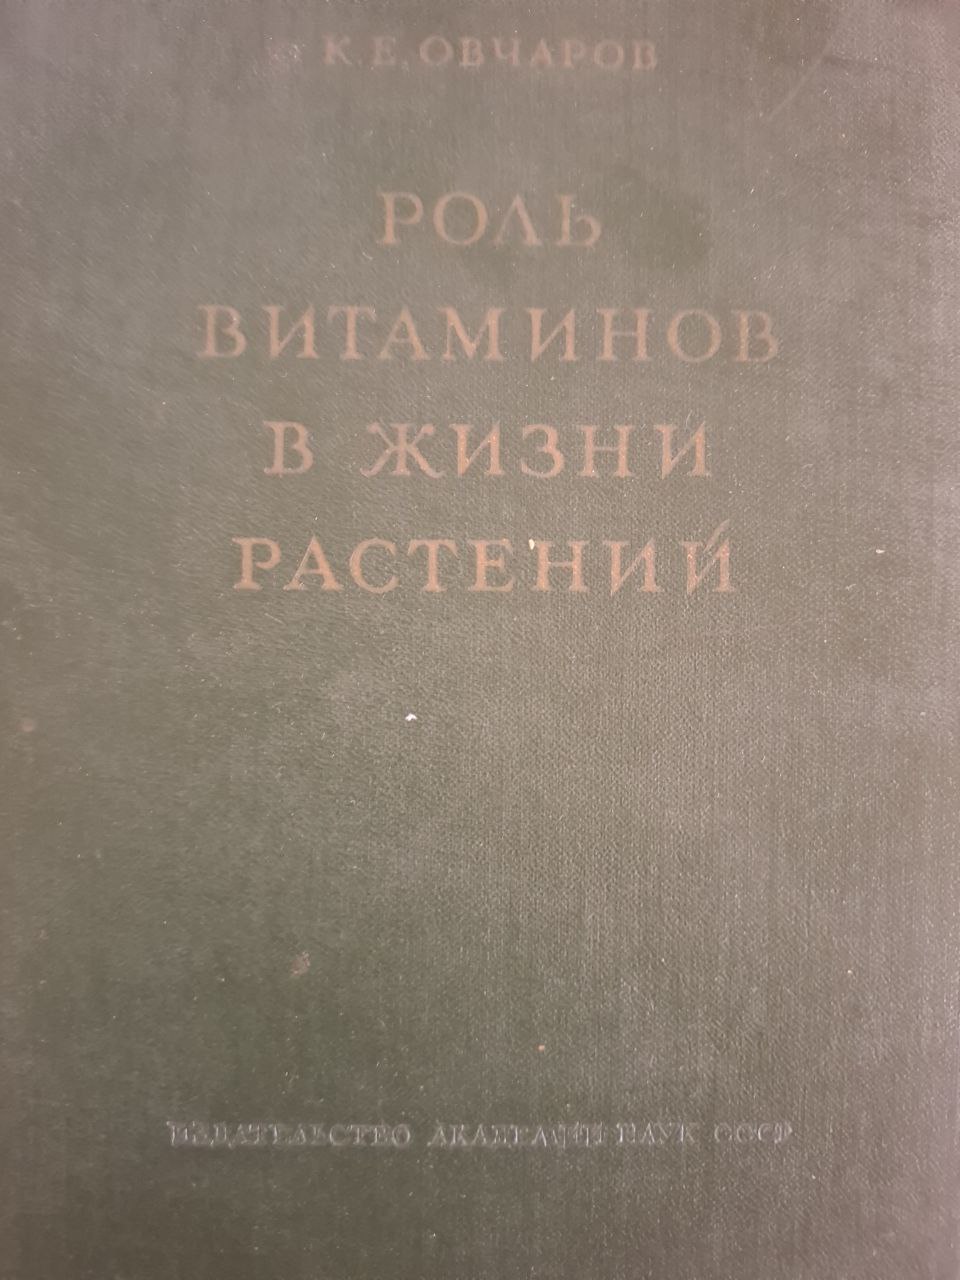 К. Е. ОВЧАРОВ
РОЛЬ
ВИТАМИНОВ
В ЖИЗНИ
РАСТЕНИЙ
ИЗДАТЕЛЬСТВО АКАДЕМИИ НАУК СССР